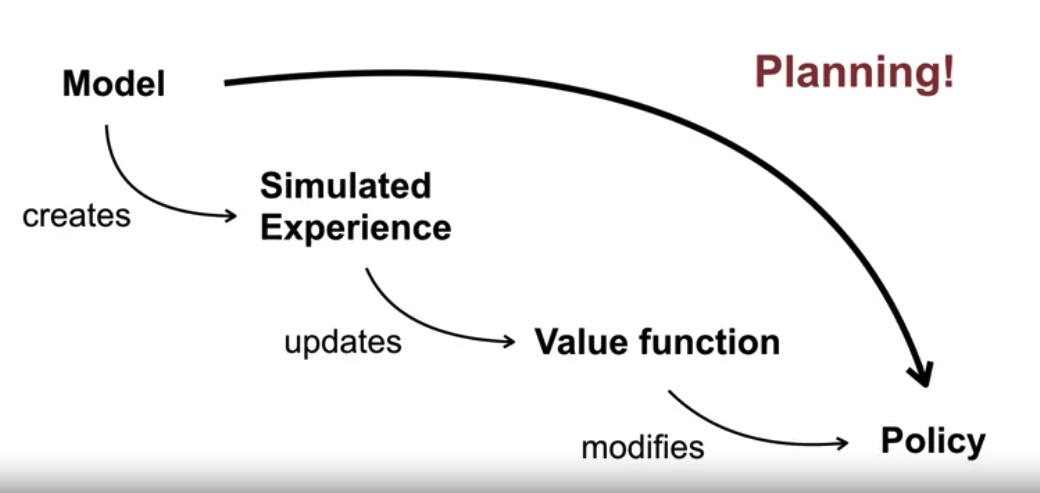 Model
Planning!
creates
Simulated
Experience
updates
Value function
modifies
Policy